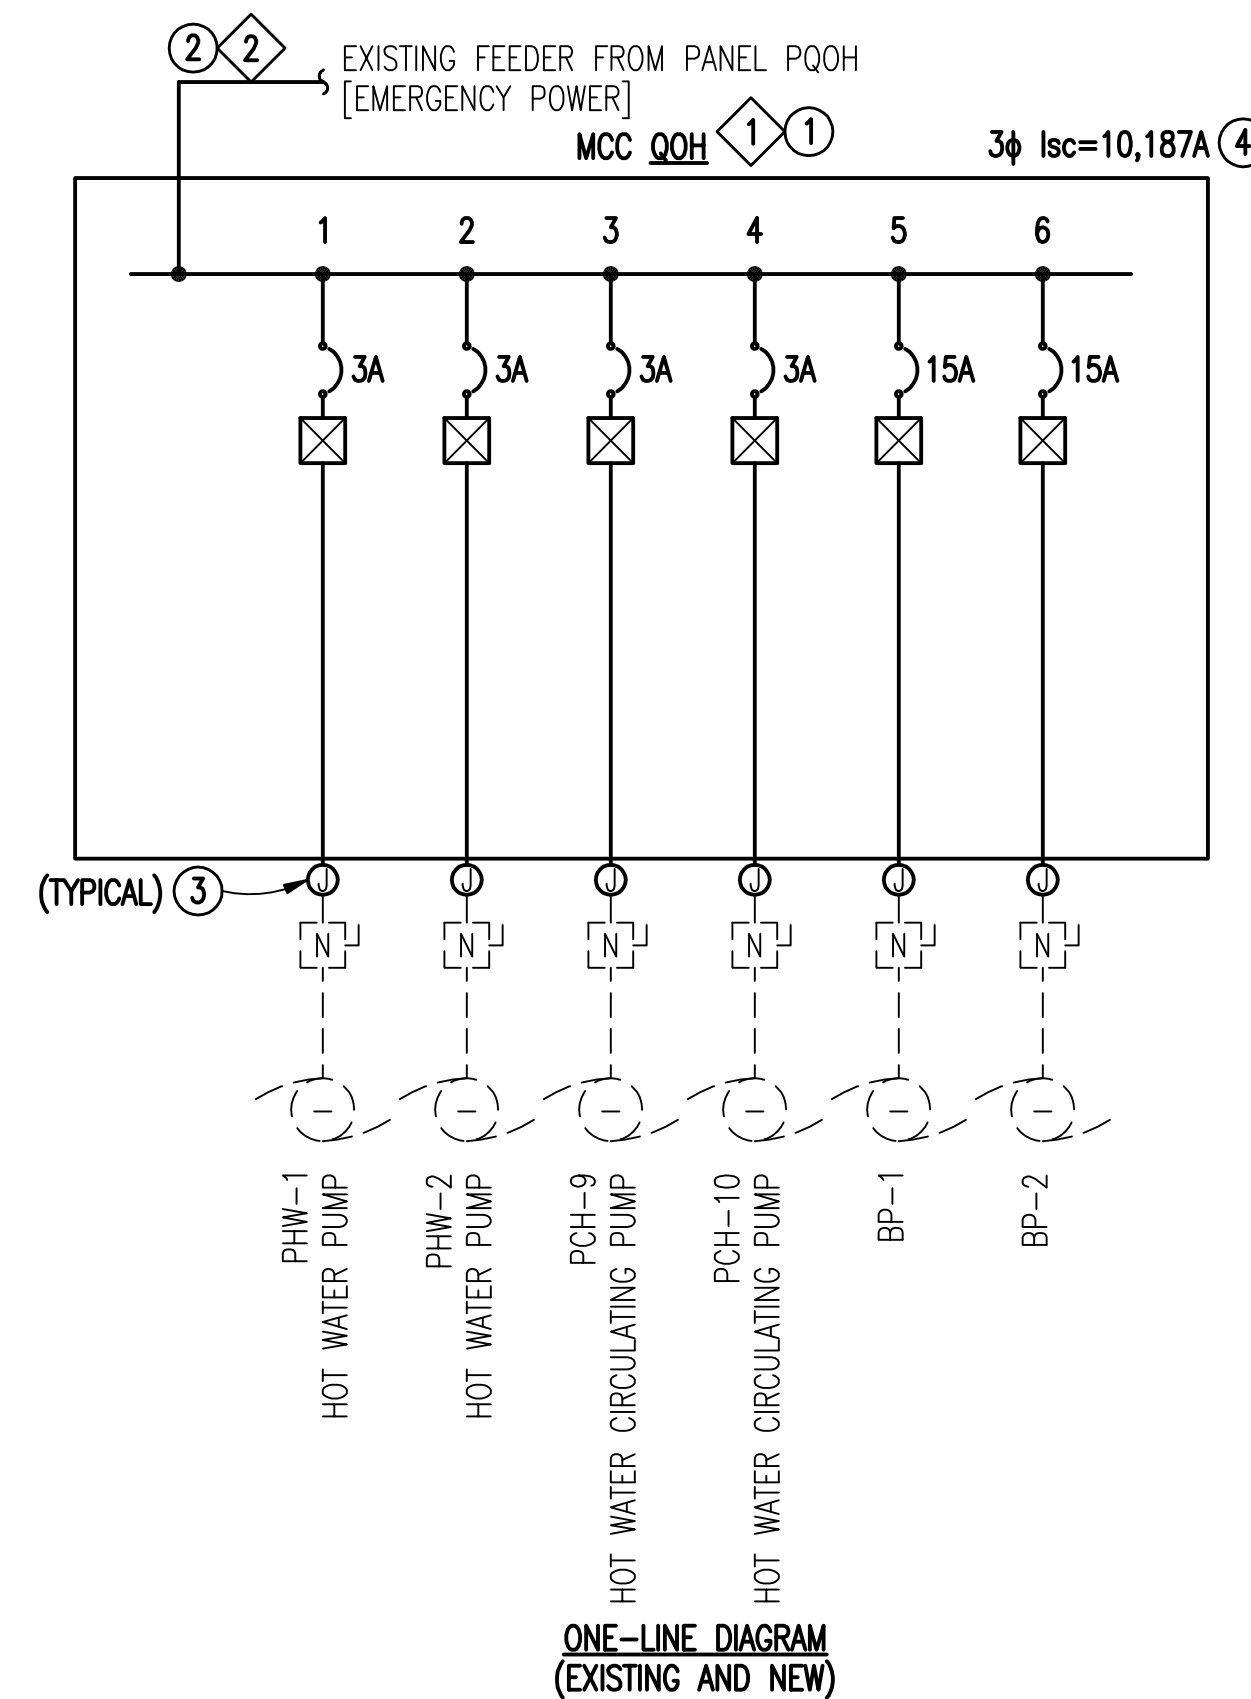 2 2 EXISTING FEEDER FROM PANEL PQOH
[EMERGENCY POWER]
MCC QOH 1 1 3ϕ Isc=10,187A 4
1 2 3 4 5 6
3A 3A 3A 3A 15A 15A
(TYPICAL) 3 J J J J J J
N N N N N N
PHW-1
HOT WATER PUMP
PHW-2
HOT WATER PUMP
PCH-9
HOT WATER CIRCULATING PUMP
PCH-10
HOT WATER CIRCULATING PUMP
BP-1
BP-2
ONE-LINE DIAGRAM
(EXISTING AND NEW)